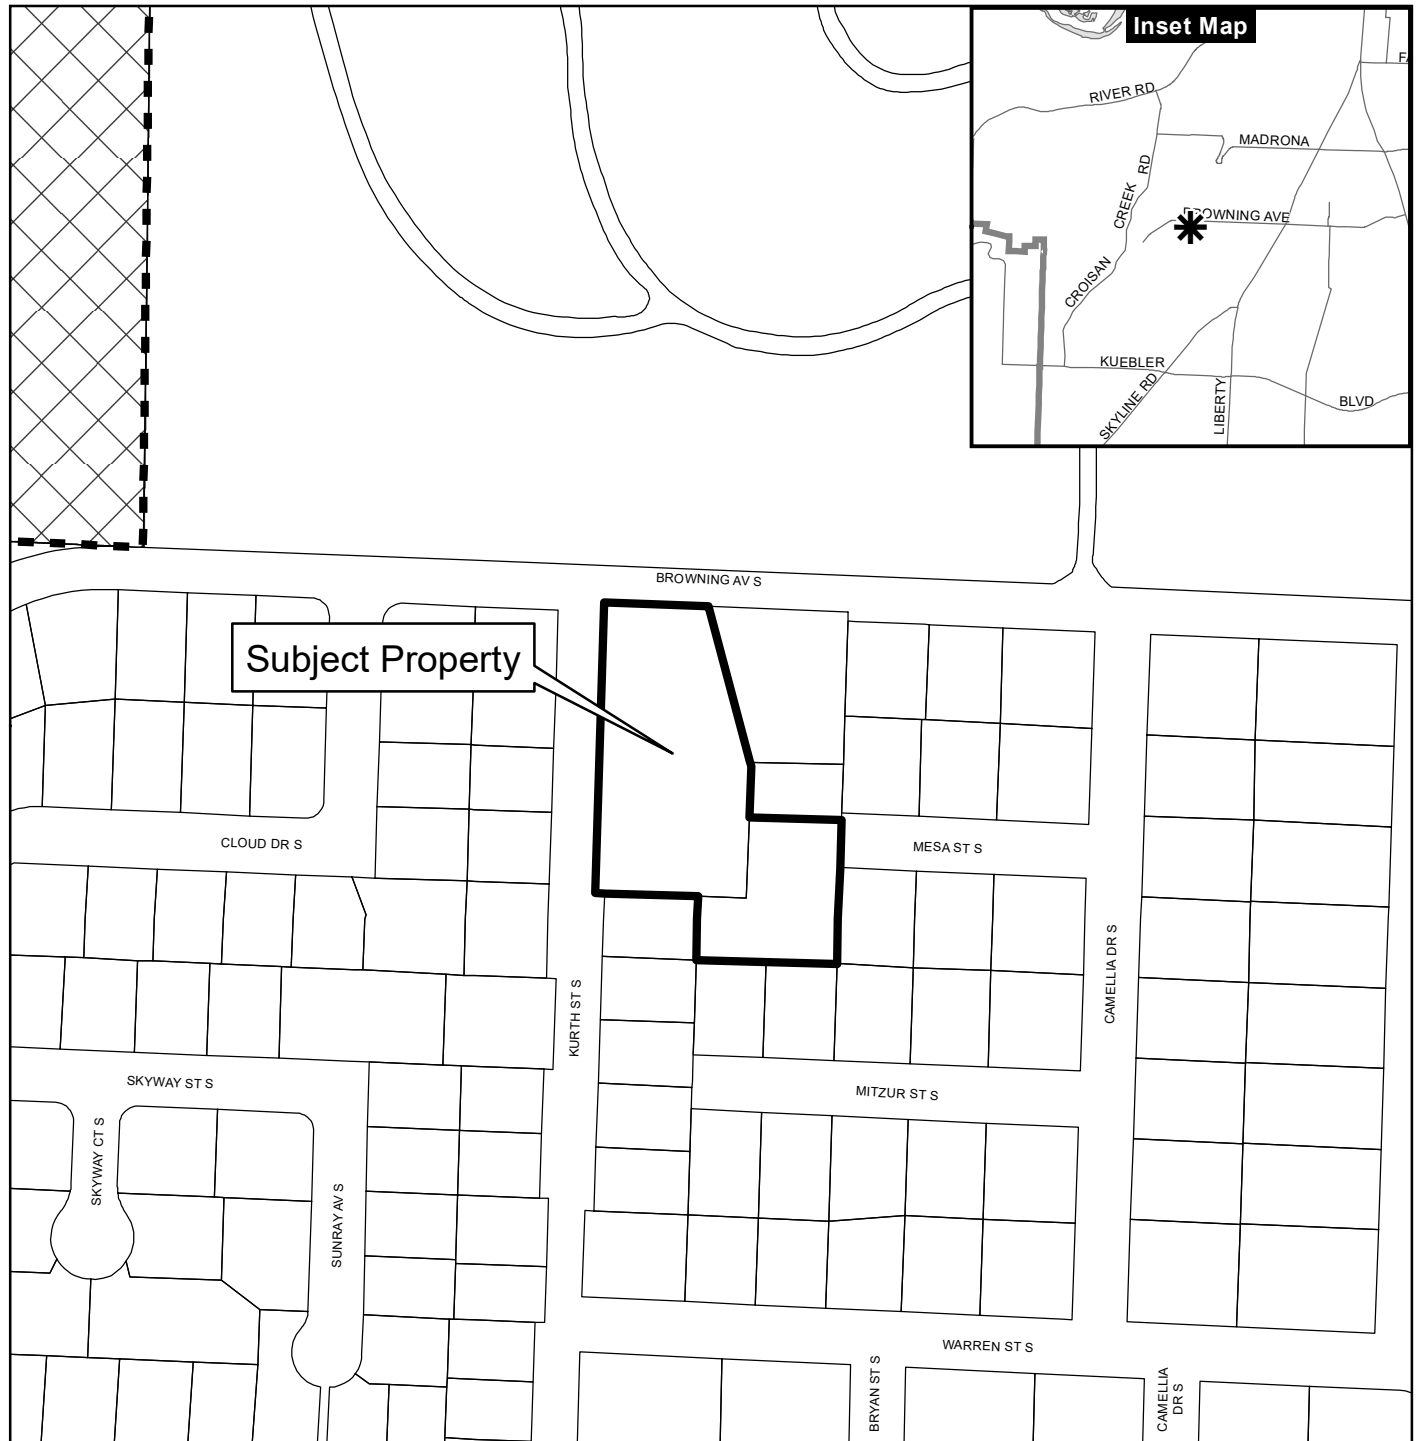 Inset Map
FA
RIVER RD
MADRONA
CREEK RD
BROWNING AVE
CROISAN
KUEBLER
SKYLINE RD
LIBERTY
BLVD
BROWNING AV S
Subject Property
CLOUD DR S
MESA ST S
CAMELLIA DR S
KURTH ST S
SKYWAY ST S
MITZUR ST S
SKYWAY CT S
SUNRAY AV S
WARREN ST S
BRYAN ST S
CAMELLIA
DR S